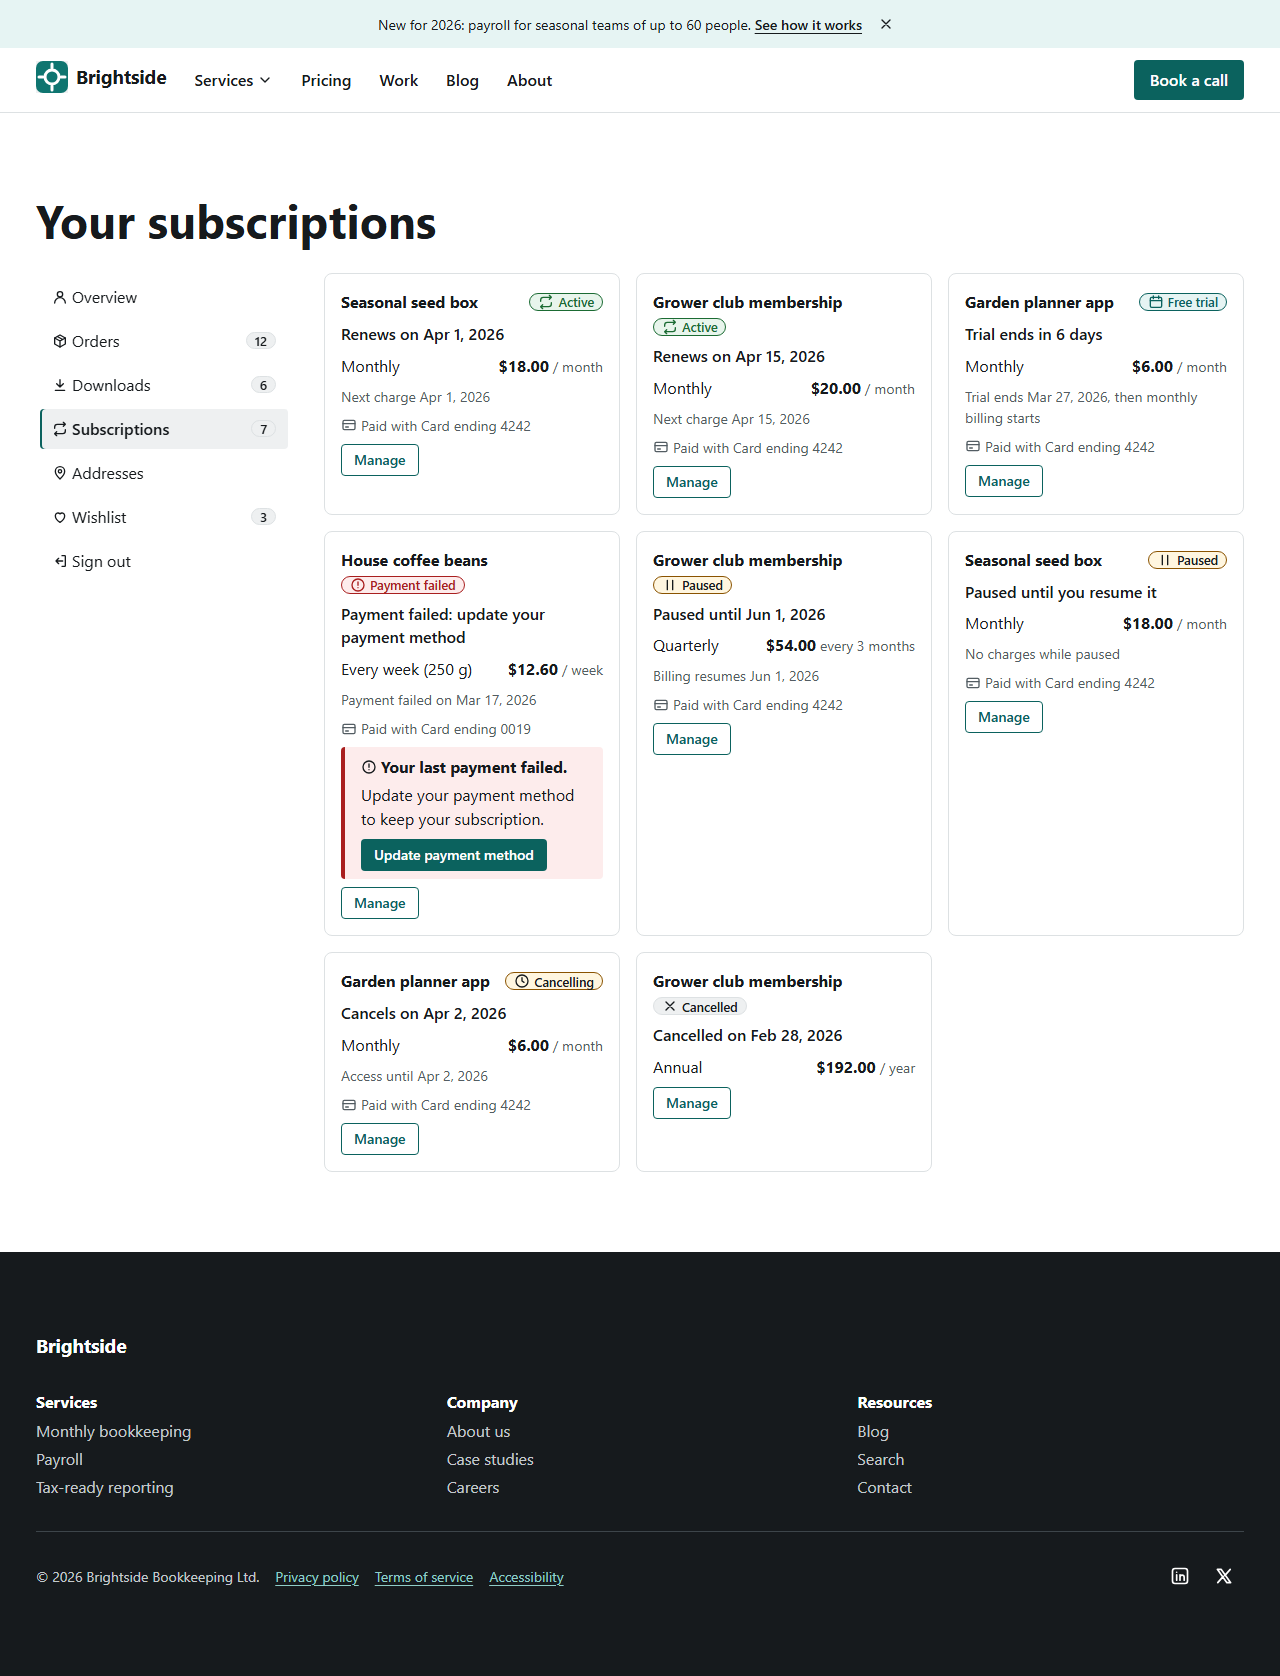 New for 2026: payroll for seasonal teams of up to 60 people. See how it works
Brightside
Services
Pricing
Work
Blog
About
Book a call
Your subscriptions
Overview
Orders 12
Downloads 6
Subscriptions 7
Addresses
Wishlist 3
Sign out
Seasonal seed box
Active
Renews on Apr 1, 2026
Monthly $18.00 / month
Next charge Apr 1, 2026
Paid with Card ending 4242
Manage
Grower club membership
Active
Renews on Apr 15, 2026
Monthly $20.00 / month
Next charge Apr 15, 2026
Paid with Card ending 4242
Manage
Garden planner app
Free trial
Trial ends in 6 days
Monthly $6.00 / month
Trial ends Mar 27, 2026, then monthly
billing starts
Paid with Card ending 4242
Manage
House coffee beans
Payment failed
Payment failed: update your
payment method
Every week (250 g) $12.60 / week
Payment failed on Mar 17, 2026
Paid with Card ending 0019
Your last payment failed.
Update your payment method
to keep your subscription.
Update payment method
Manage
Grower club membership
Paused
Paused until Jun 1, 2026
Quarterly $54.00 every 3 months
Billing resumes Jun 1, 2026
Paid with Card ending 4242
Manage
Seasonal seed box
Paused
Paused until you resume it
Monthly $18.00 / month
No charges while paused
Paid with Card ending 4242
Manage
Garden planner app
Cancelling
Cancels on Apr 2, 2026
Monthly $6.00 / month
Access until Apr 2, 2026
Paid with Card ending 4242
Manage
Grower club membership
Cancelled
Cancelled on Feb 28, 2026
Annual $192.00 / year
Manage
Brightside
Services
Monthly bookkeeping
Payroll
Tax-ready reporting
Company
About us
Case studies
Careers
Resources
Blog
Search
Contact
© 2026 Brightside Bookkeeping Ltd. Privacy policy Terms of service Accessibility